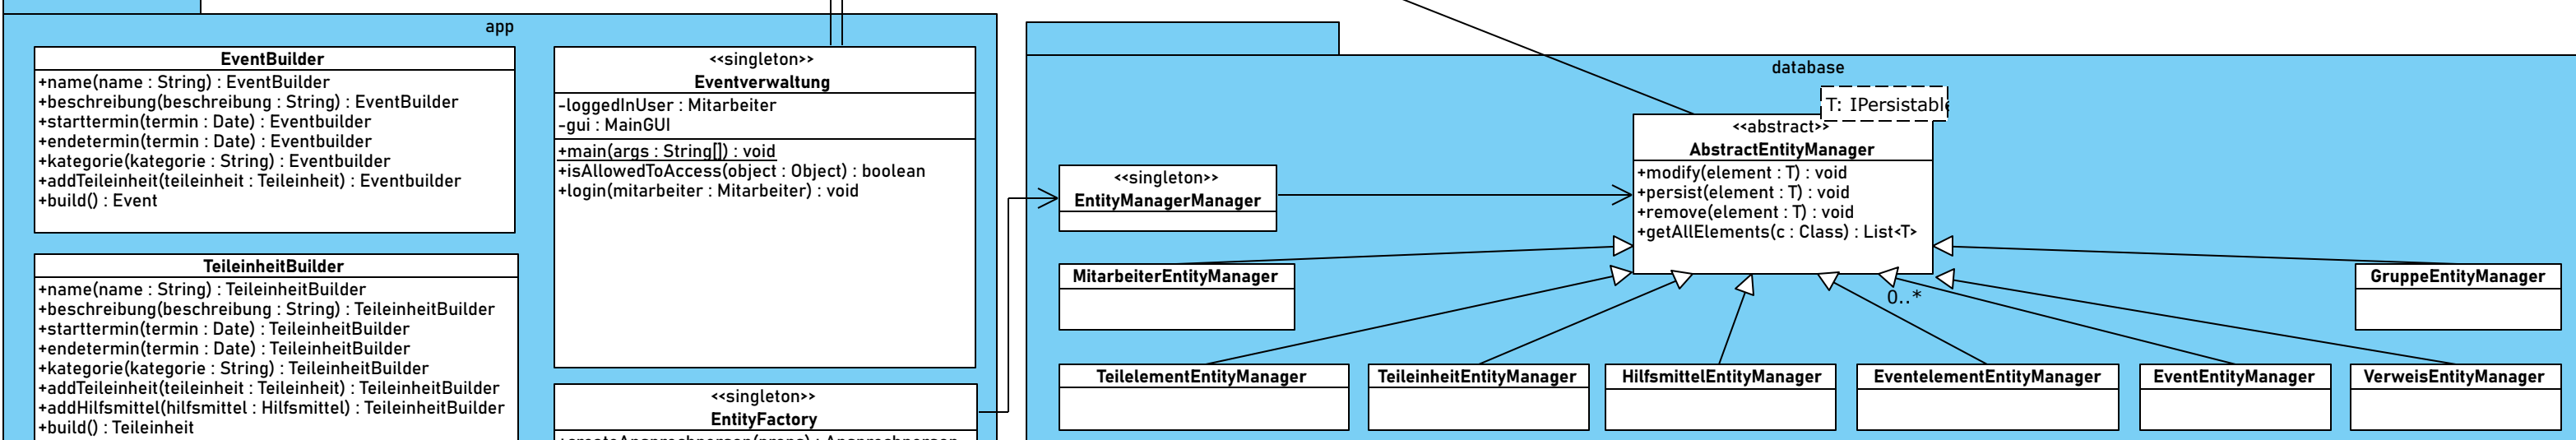 app
EventBuilder
+name(name : String) : EventBuilder
+beschreibung(beschreibung : String) : EventBuilder
+starttermin(termin : Date) : Eventbuilder
+endetermin(termin : Date) : Eventbuilder
+kategorie(kategorie : String) : Eventbuilder
+addTeileinheit(teileinheit : Teileinheit) : Eventbuilder
+build() : Event
TeileinheitBuilder
+name(name : String) : TeileinheitBuilder
+beschreibung(beschreibung : String) : TeileinheitBuilder
+starttermin(termin : Date) : TeileinheitBuilder
+endetermin(termin : Date) : TeileinheitBuilder
+kategorie(kategorie : String) : TeileinheitBuilder
+addTeileinheit(teileinheit : Teileinheit) : TeileinheitBuilder
+addHilfsmittel(hilfsmittel : Hilfsmittel) : TeileinheitBuilder
+build() : Teileinheit
<<singleton>>
Eventverwaltung
-loggedInUser : Mitarbeiter
-gui : MainGUI
+main(args : String[]) : void
+isAllowedToAccess(object : Object) : boolean
+login(mitarbeiter : Mitarbeiter) : void
<<singleton>>
EntityFactory
+createAnsprechperson(props) : Ansprechperson
database
<<singleton>>
EntityManagerManager
T: IPersistable
<<abstract>>
AbstractEntityManager
+modify(element : T) : void
+persist(element : T) : void
+remove(element : T) : void
+getAllElements(c : Class) : List<T>
0..*
MitarbeiterEntityManager
GruppeEntityManager
TeilelementEntityManager
TeileinheitEntityManager
HilfsmittelEntityManager
EventelementEntityManager
EventEntityManager
VerweisEntityManager